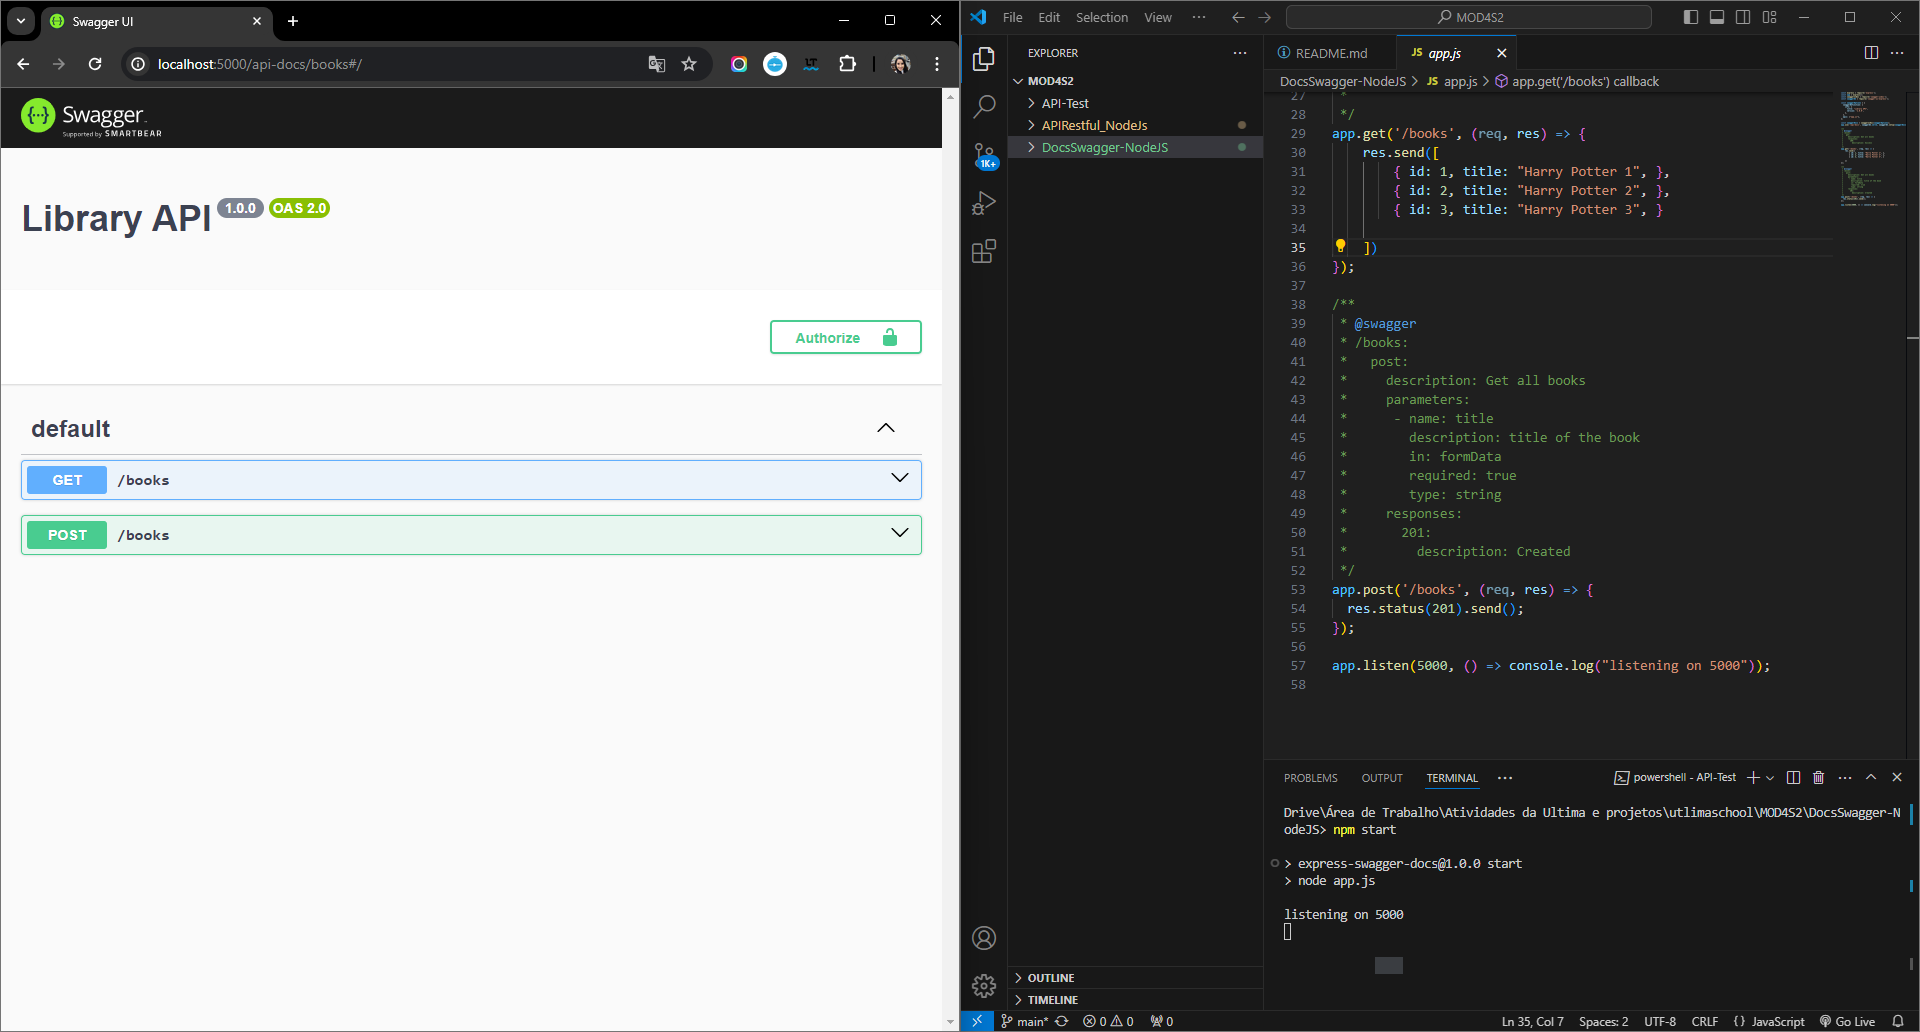 Swagger UI
localhost:5000/api-docs/books#/
Swagger
Supported by SMARTBEAR
Library API 1.0.0 OAS 2.0
Authorize
default
GET /books
POST /books
File Edit Selection View
MOD4S2
EXPLORER
MOD4S2
API-Test
APIRestful_NodeJs
DocsSwagger-NodeJS
1K+
OUTLINE
TIMELINE
README.md
JS app.js
DocsSwagger-NodeJS > JS app.js > app.get('/books') callback
27 *
28 */
29 app.get('/books', (req, res) => {
30 res.send([
31 { id: 1, title: "Harry Potter 1", },
32 { id: 2, title: "Harry Potter 2", },
33 { id: 3, title: "Harry Potter 3", }
34
35 ])
36 });
37
38 /**
39 * @swagger
40 * /books:
41 * post:
42 * description: Get all books
43 * parameters:
44 * - name: title
45 * description: title of the book
46 * in: formData
47 * required: true
48 * type: string
49 * responses:
50 * 201:
51 * description: Created
52 */
53 app.post('/books', (req, res) => {
54 res.status(201).send();
55 });
56
57 app.listen(5000, () => console.log("listening on 5000"));
58
PROBLEMS OUTPUT TERMINAL
powershell - API-Test
Drive\Área de Trabalho\Atividades da Ultima e projetos\utlimaschool\MOD4S2\DocsSwagger-N
odeJS> npm start
> express-swagger-docs@1.0.0 start
> node app.js
listening on 5000
main* 0 0 0
Ln 35, Col 7 Spaces: 2 UTF-8 CRLF {} JavaScript Go Live